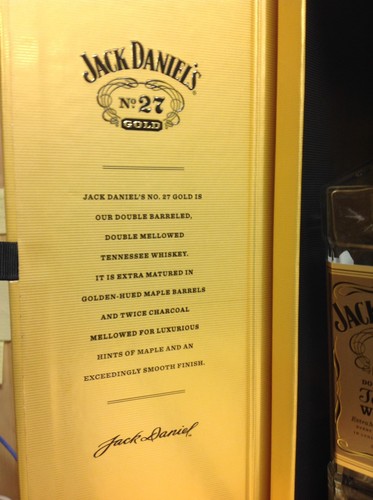 JACK DANIEL'S
No. 27
GOLD
JACK DANIEL'S NO. 27 GOLD IS
OUR DOUBLE BARRELED,
DOUBLE MELLOWED
TENNESSEE WHISKEY.
IT IS EXTRA MATURED IN
GOLDEN-HUED MAPLE BARRELS
AND TWICE CHARCOAL
MELLOWED FOR LUXURIOUS
HINTS OF MAPLE AND AN
EXCEEDINGLY SMOOTH FINISH.
Jack Daniel
JACK